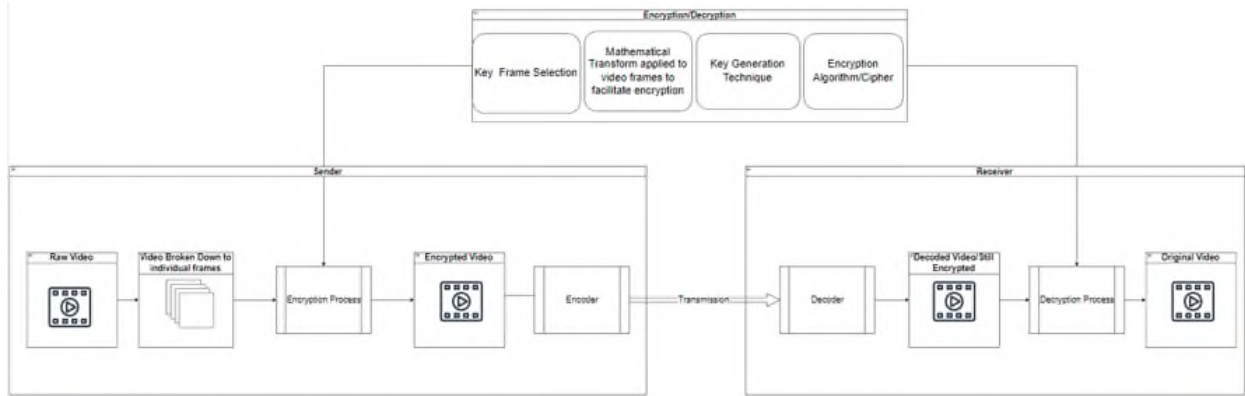 Encryption/Decryption
Key Frame Selection
Mathematical
Transform applied to
video frames to
facilitate encryption
Key Generation
Technique
Encryption
Algorithm/Cipher
Sender
Raw Video
Video Broken Down to
individual frames
Encryption Process
Encrypted Video
Encoder
Transmission
Receiver
Decoder
Decoded Video/Still
Encrypted
Decryption Process
Original Video